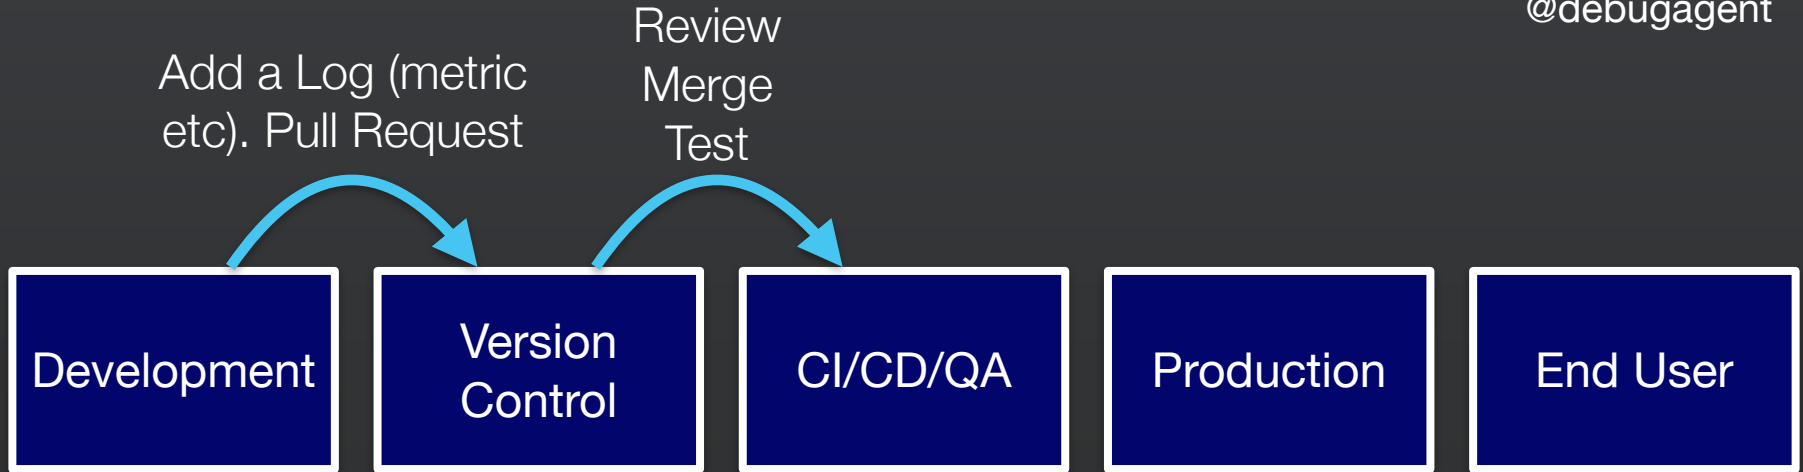 @debugagent
Add a Log (metric
etc). Pull Request
Review
Merge
Test
Development
Version
Control
CI/CD/QA
Production
End User